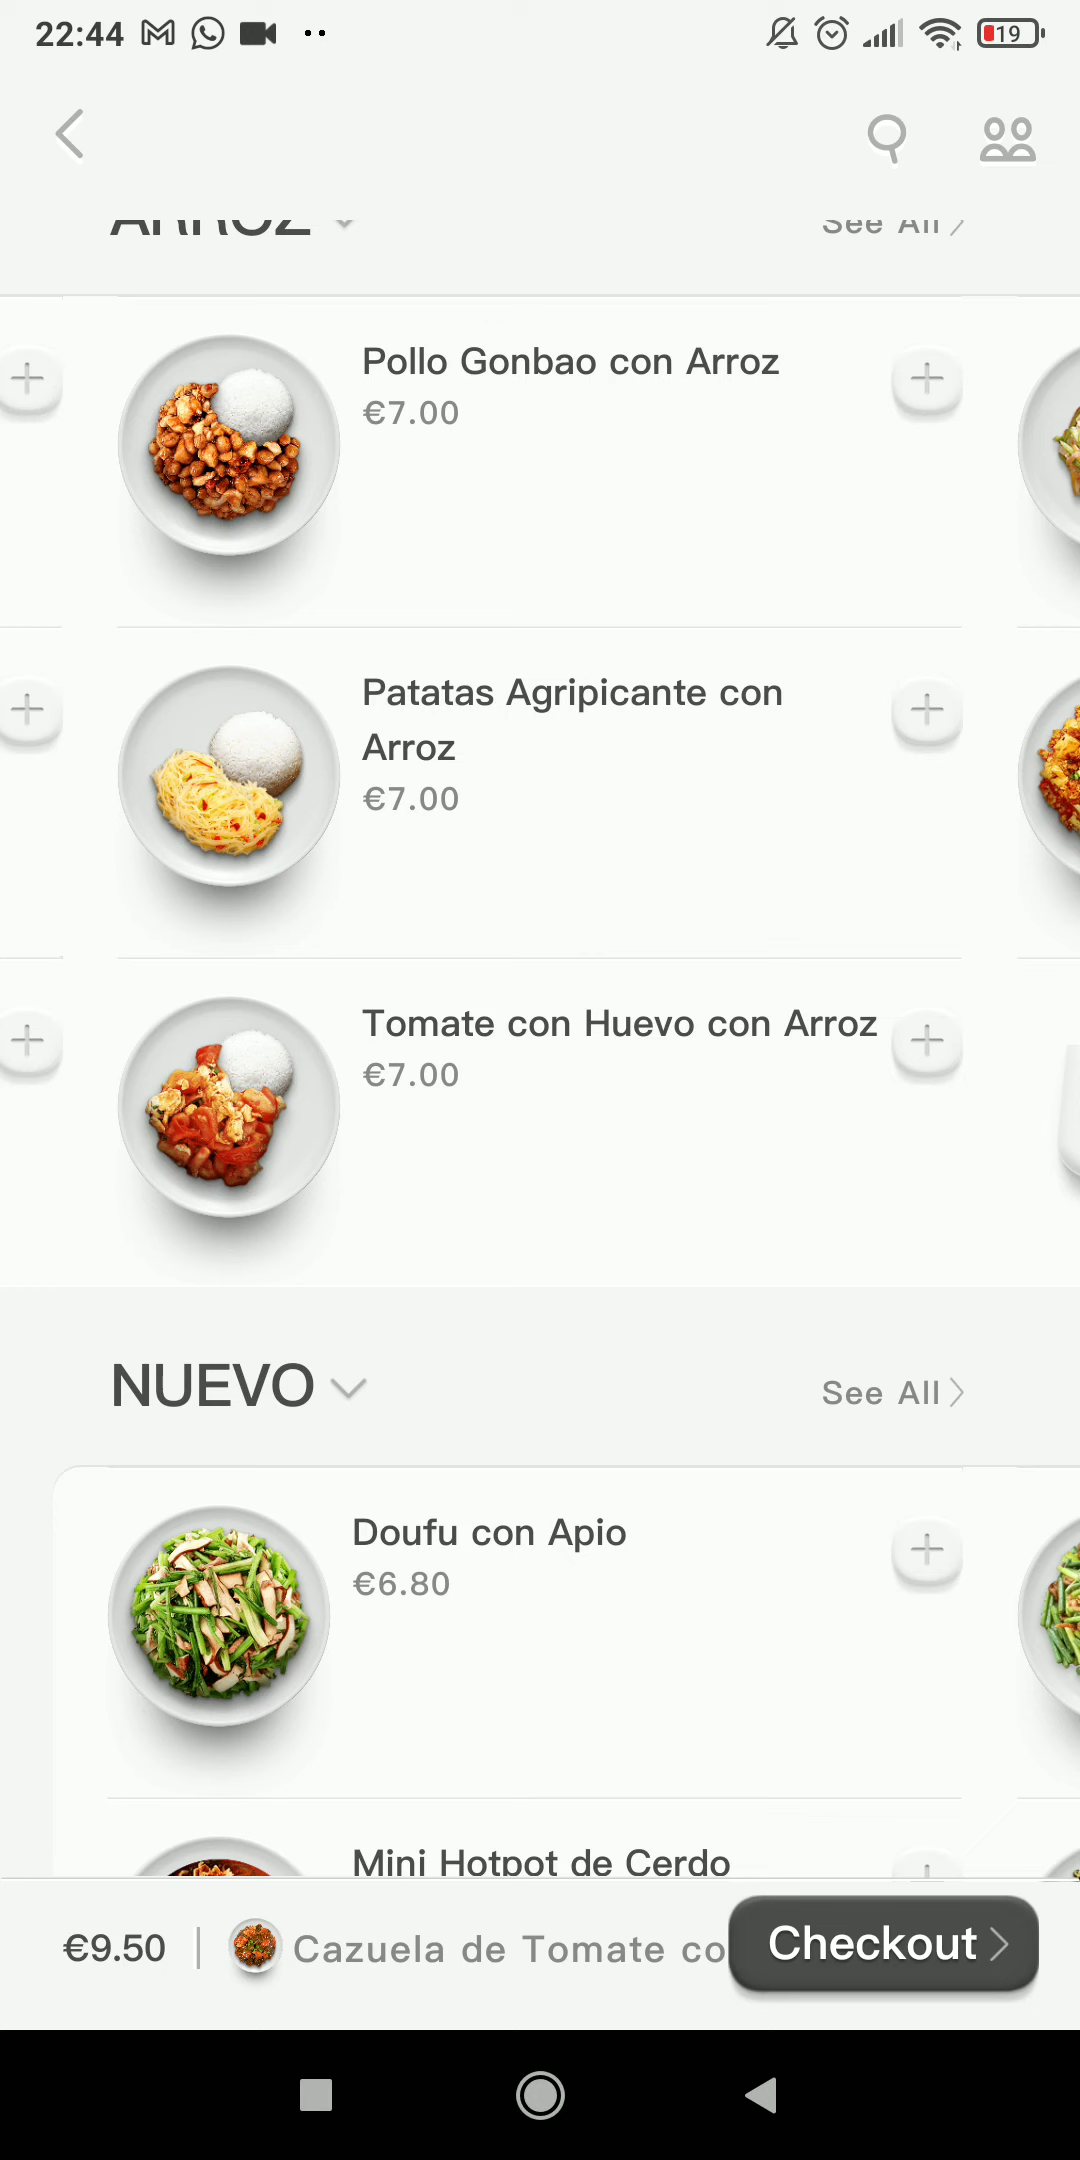 22:44
19
ARROZ
See All
Pollo Gonbao con Arroz
€7.00
Patatas Agripicante con
Arroz
€7.00
Tomate con Huevo con Arroz
€7.00
NUEVO
See All
Doufu con Apio
€6.80
Mini Hotpot de Cerdo
€9.50
Cazuela de Tomate co
Checkout